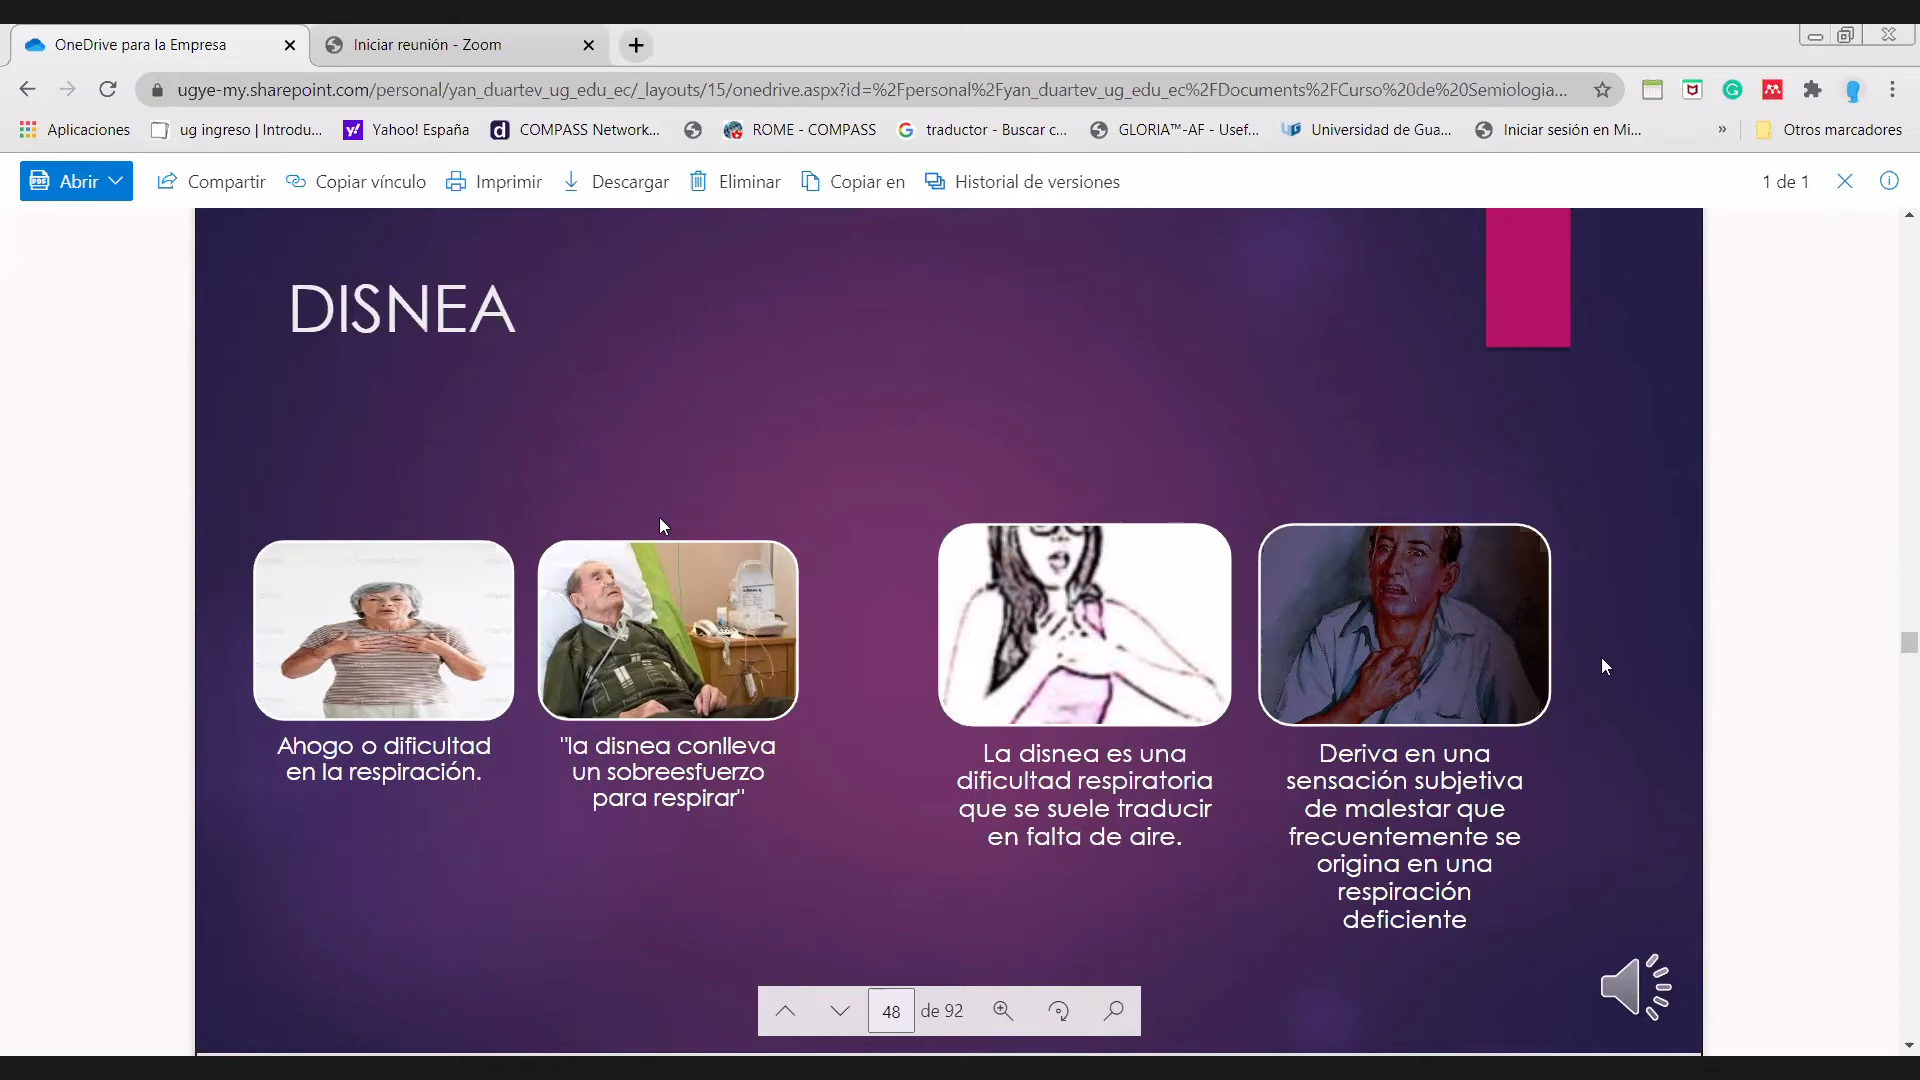 OneDrive para la Empresa
Iniciar reunión - Zoom
ugye-my.sharepoint.com/personal/yan_duartev_ug_edu_ec/_layouts/15/onedrive.aspx?id=%2Fpersonal%2Fyan_duartev_ug_edu_ec%2FDocuments%2FCurso%20de%20Semiologia...
Aplicaciones
ug ingreso | Introdu...
Yahoo! España
COMPASS Network...
ROME - COMPASS
traductor - Buscar c...
GLORIA™-AF - Usef...
Universidad de Gua...
Iniciar sesión en Mi...
»
Otros marcadores
Abrir
Compartir
Copiar vínculo
Imprimir
Descargar
Eliminar
Copiar en
Historial de versiones
1 de 1
DISNEA
Ahogo o dificultad
en la respiración.
"la disnea conlleva
un sobreesfuerzo
para respirar"
La disnea es una
dificultad respiratoria
que se suele traducir
en falta de aire.
Deriva en una
sensación subjetiva
de malestar que
frecuentemente se
origina en una
respiración
deficiente
48 de 92